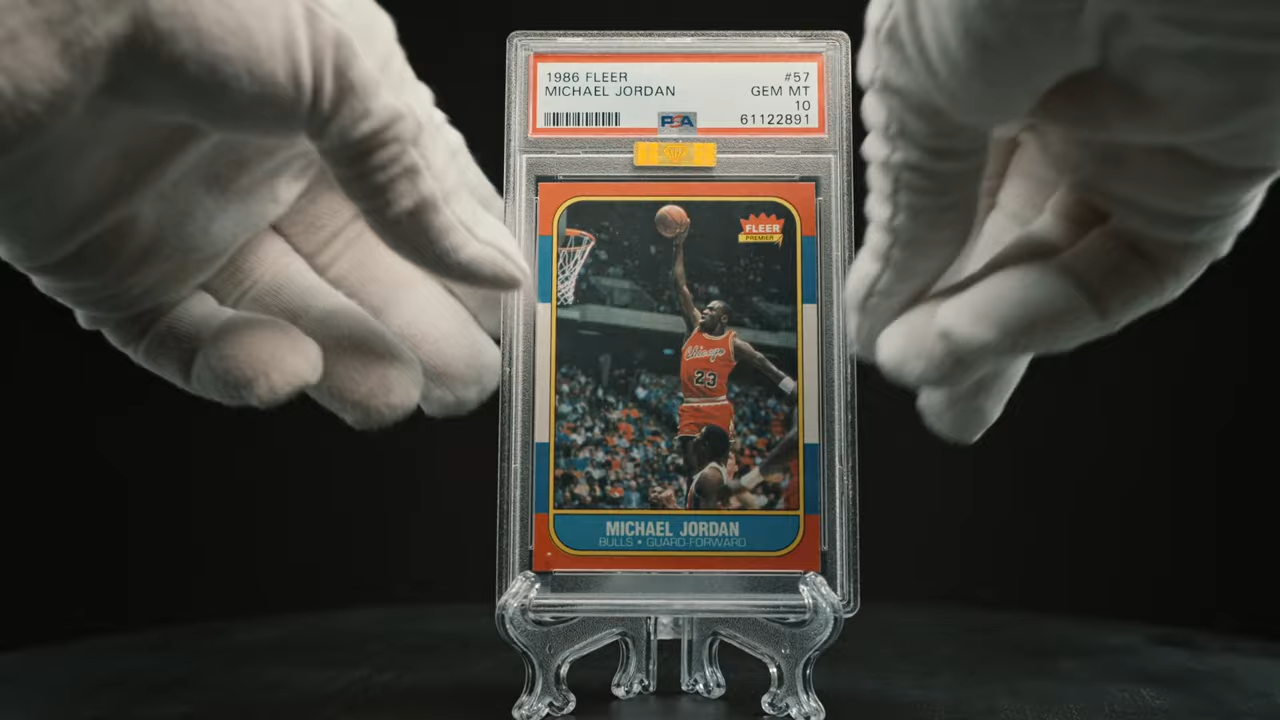 1986 FLEER #57
MICHAEL JORDAN GEM MT
10
PSA 61122891
FLEER
PREMIER
Chicago
23
MICHAEL JORDAN
BULLS • GUARD-FORWARD